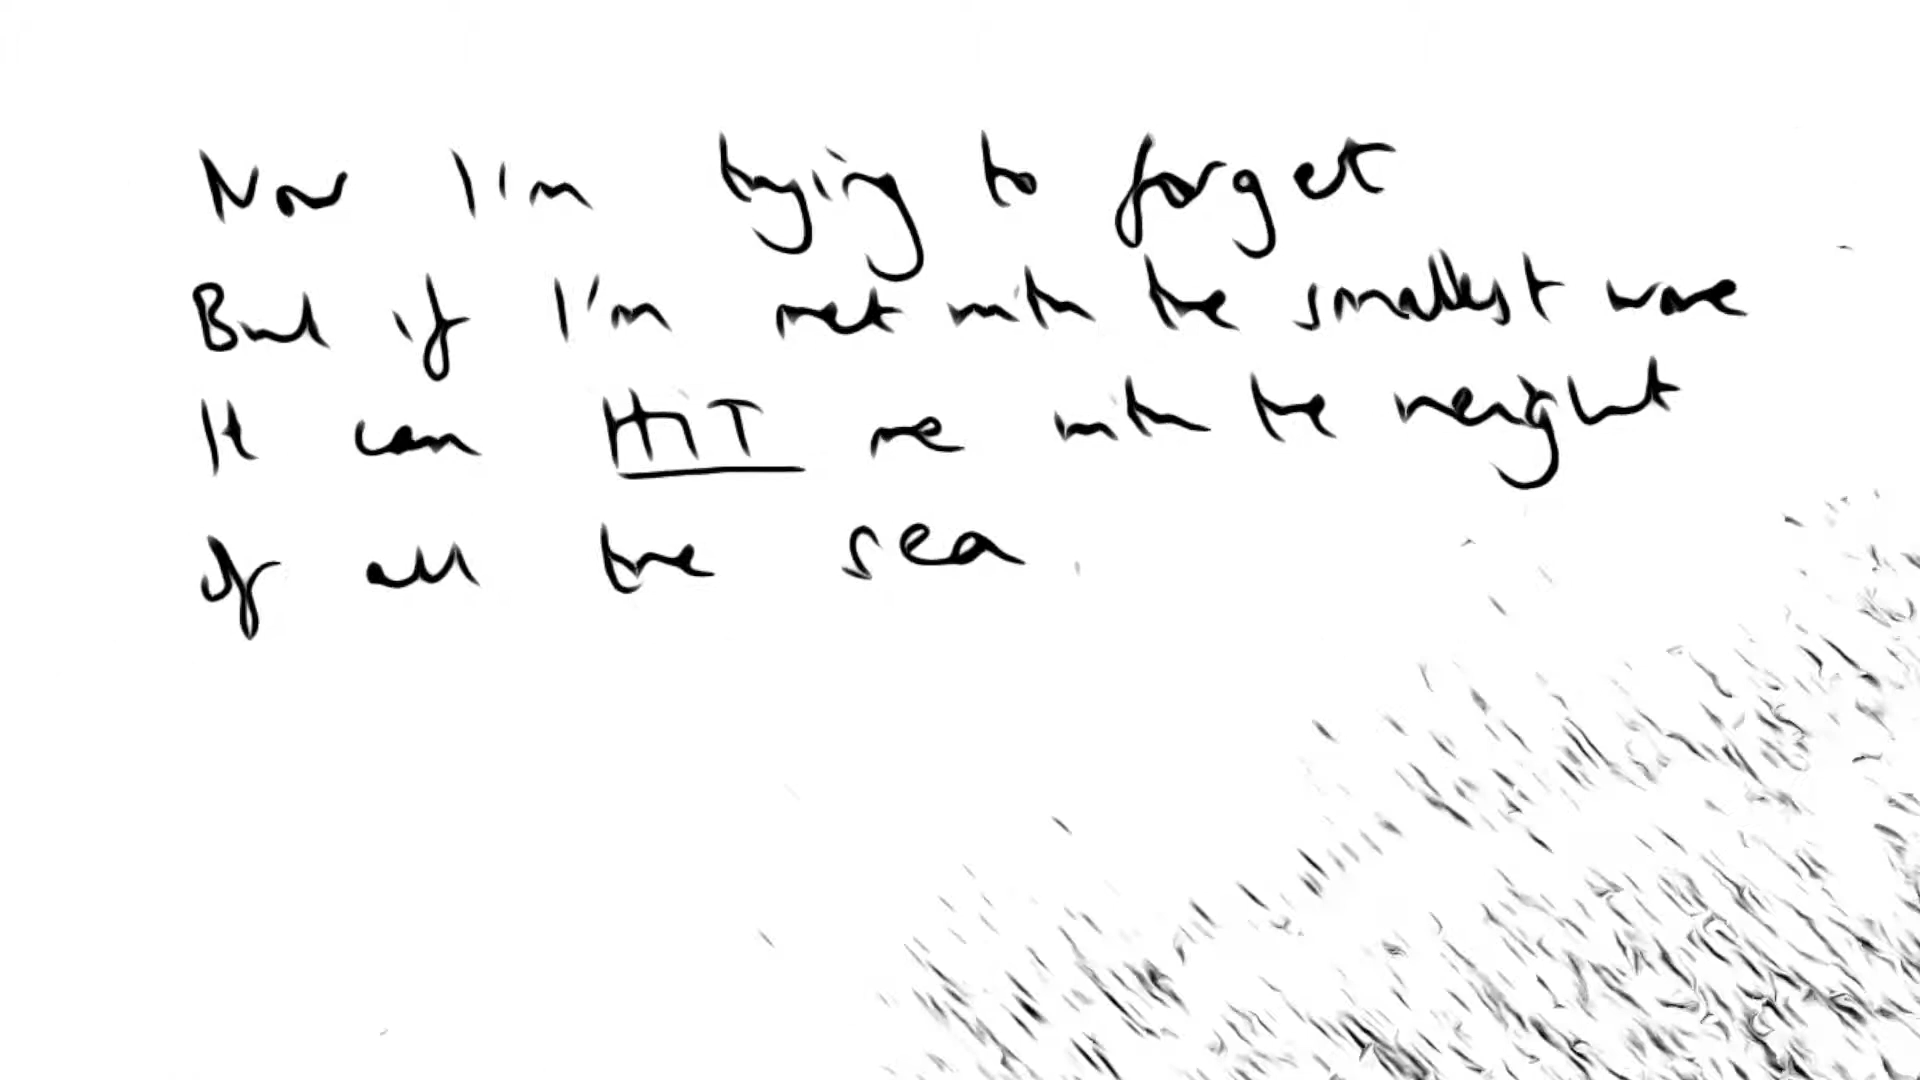 Now I'm trying to forget
But if I'm met with the smallest wave
It can HiT me with the weight
of all the sea.